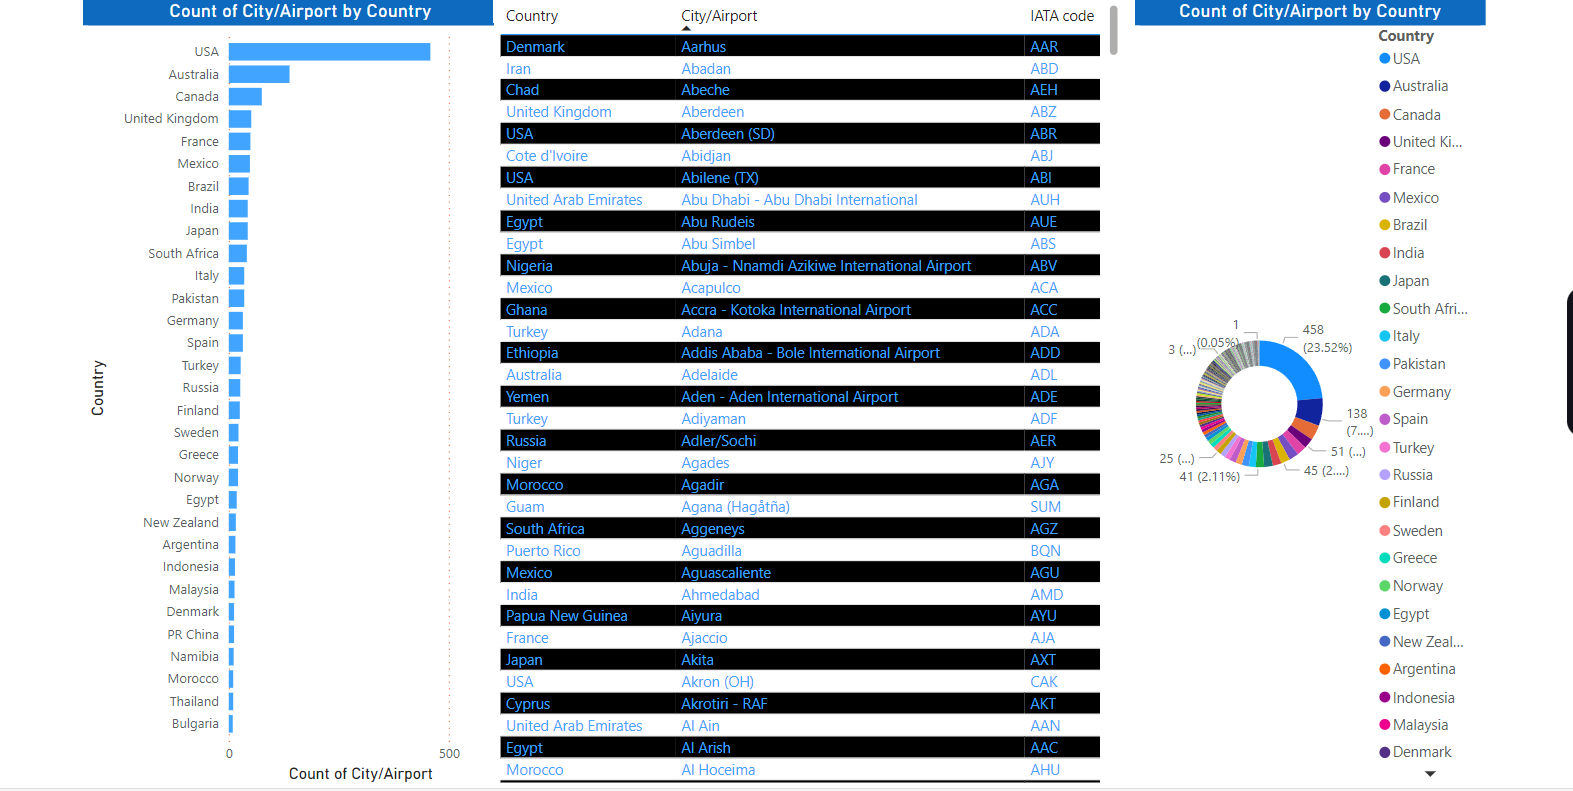 Count of City/Airport by Country
USA
Australia
Canada
United Kingdom
France
Mexico
Brazil
India
Japan
South Africa
Italy
Pakistan
Germany
Spain
Turkey
Russia
Finland
Sweden
Greece
Norway
Egypt
New Zealand
Argentina
Indonesia
Malaysia
Denmark
PR China
Namibia
Morocco
Thailand
Bulgaria
Country
0 500
Count of City/Airport
Country City/Airport IATA code
Denmark Aarhus AAR
Iran Abadan ABD
Chad Abeche AEH
United Kingdom Aberdeen ABZ
USA Aberdeen (SD) ABR
Cote d'Ivoire Abidjan ABJ
USA Abilene (TX) ABI
United Arab Emirates Abu Dhabi - Abu Dhabi International AUH
Egypt Abu Rudeis AUE
Egypt Abu Simbel ABS
Nigeria Abuja - Nnamdi Azikiwe International Airport ABV
Mexico Acapulco ACA
Ghana Accra - Kotoka International Airport ACC
Turkey Adana ADA
Ethiopia Addis Ababa - Bole International Airport ADD
Australia Adelaide ADL
Yemen Aden - Aden International Airport ADE
Turkey Adiyaman ADF
Russia Adler/Sochi AER
Niger Agades AJY
Morocco Agadir AGA
Guam Agana (Hagåtña) SUM
South Africa Aggeneys AGZ
Puerto Rico Aguadilla BQN
Mexico Aguascaliente AGU
India Ahmedabad AMD
Papua New Guinea Aiyura AYU
France Ajaccio AJA
Japan Akita AXT
USA Akron (OH) CAK
Cyprus Akrotiri - RAF AKT
United Arab Emirates Al Ain AAN
Egypt Al Arish AAC
Morocco Al Hoceima AHU
Count of City/Airport by Country
1
(0.05%)
3 (...)
458
(23.52%)
138
(7....)
51 (...)
45 (2....)
41 (2.11%)
25 (...)
Country
USA
Australia
Canada
United Ki...
France
Mexico
Brazil
India
Japan
South Afri...
Italy
Pakistan
Germany
Spain
Turkey
Russia
Finland
Sweden
Greece
Norway
Egypt
New Zeal...
Argentina
Indonesia
Malaysia
Denmark